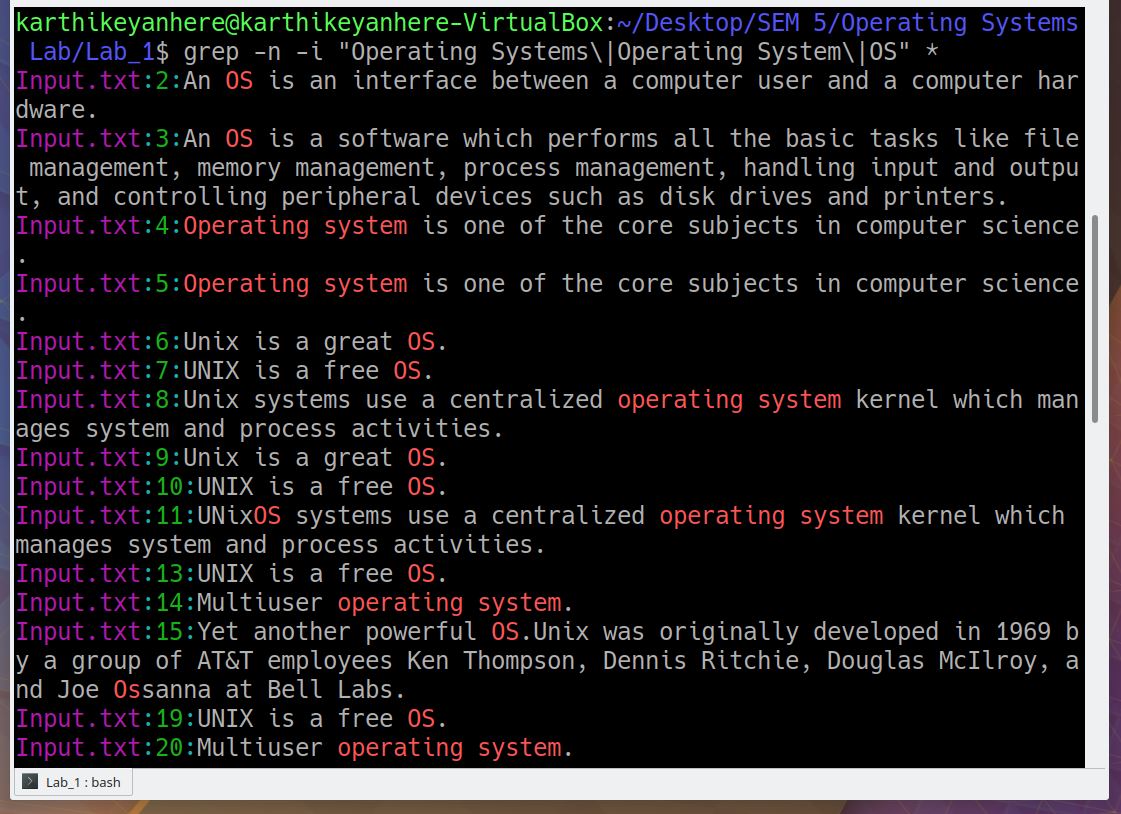 karthikeyanhere@karthikeyanhere-VirtualBox:~/Desktop/SEM 5/Operating Systems
 Lab/Lab_1$ grep -n -i "Operating Systems\|Operating System\|OS" *
Input.txt:2:An OS is an interface between a computer user and a computer har
dware.
Input.txt:3:An OS is a software which performs all the basic tasks like file
 management, memory management, process management, handling input and outpu
t, and controlling peripheral devices such as disk drives and printers.
Input.txt:4:Operating system is one of the core subjects in computer science
.
Input.txt:5:Operating system is one of the core subjects in computer science
.
Input.txt:6:Unix is a great OS.
Input.txt:7:UNIX is a free OS.
Input.txt:8:Unix systems use a centralized operating system kernel which man
ages system and process activities.
Input.txt:9:Unix is a great OS.
Input.txt:10:UNIX is a free OS.
Input.txt:11:UNixOS systems use a centralized operating system kernel which
manages system and process activities.
Input.txt:13:UNIX is a free OS.
Input.txt:14:Multiuser operating system.
Input.txt:15:Yet another powerful OS.Unix was originally developed in 1969 b
y a group of AT&T employees Ken Thompson, Dennis Ritchie, Douglas McIlroy, a
nd Joe Ossanna at Bell Labs.
Input.txt:19:UNIX is a free OS.
Input.txt:20:Multiuser operating system.
Lab_1 : bash